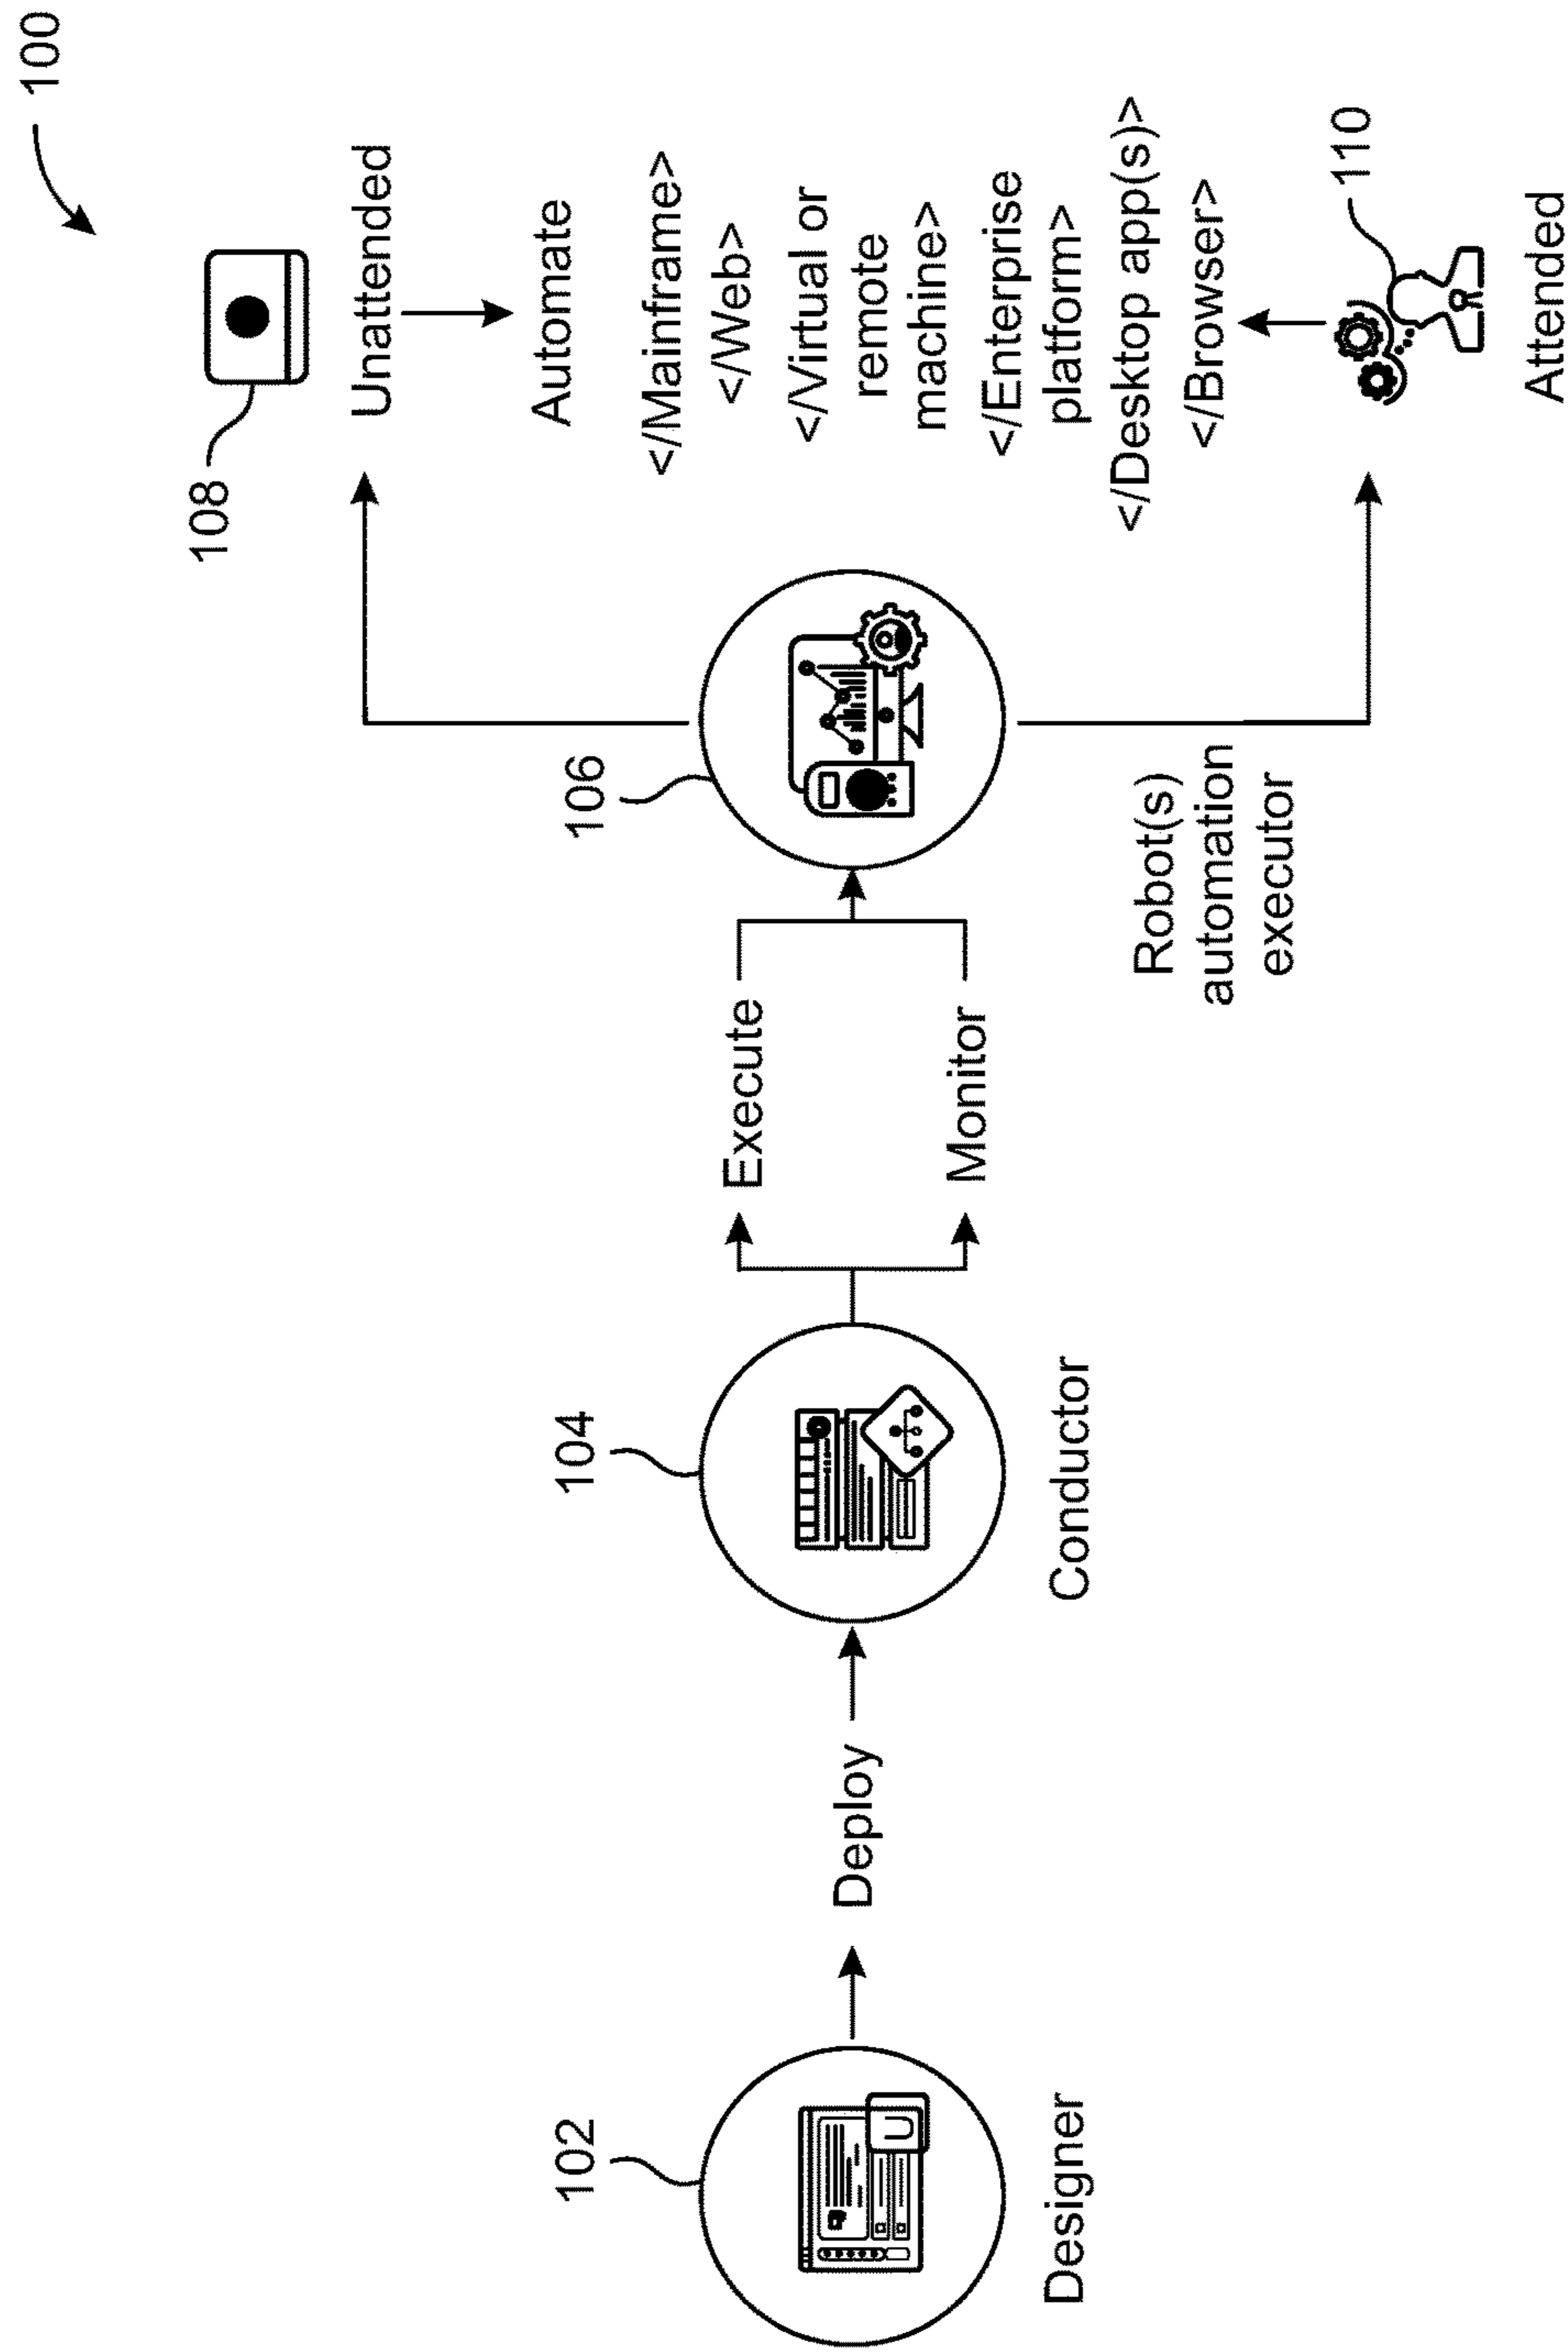 100
108
Unattended
Automate
</Mainframe>
</Web>
</Virtual or
remote
machine>
</Enterprise
platform>
</Desktop app(s)>
</Browser>
110
Attended
106
Robot(s)
automation
executor
Execute
Monitor
104
Conductor
Deploy
102
Designer